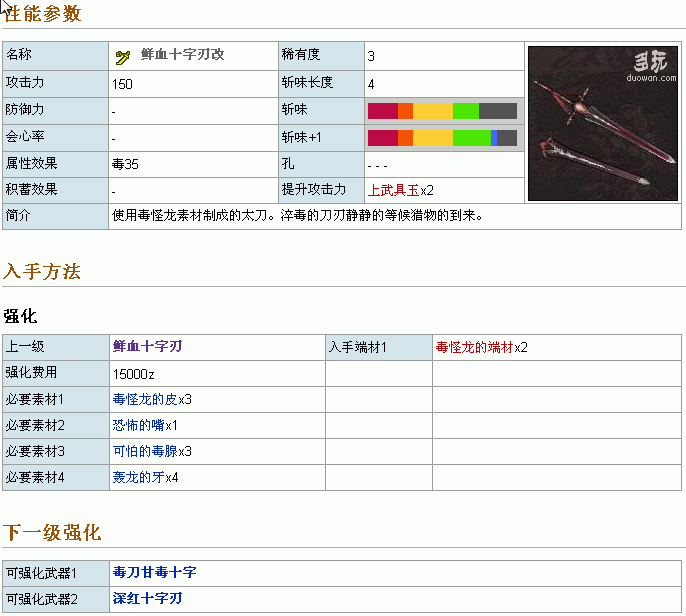 性能参数
名称 鲜血十字刃改 稀有度 3
攻击力 150 斩味长度 4
防御力 - 斩味
会心率 - 斩味+1
属性效果 毒35 孔 - - -
积蓄效果 - 提升攻击力 上武具玉x2
简介 使用毒怪龙素材制成的太刀。淬毒的刀刃静静的等候猎物的到来。
多玩
duowan.com
入手方法
强化
上一级 鲜血十字刃 入手端材1 毒怪龙的端材x2
强化费用 15000z
必要素材1 毒怪龙的皮x3
必要素材2 恐怖的嘴x1
必要素材3 可怕的毒腺x3
必要素材4 轰龙的牙x4
下一级强化
可强化武器1 毒刀甘毒十字
可强化武器2 深红十字刃